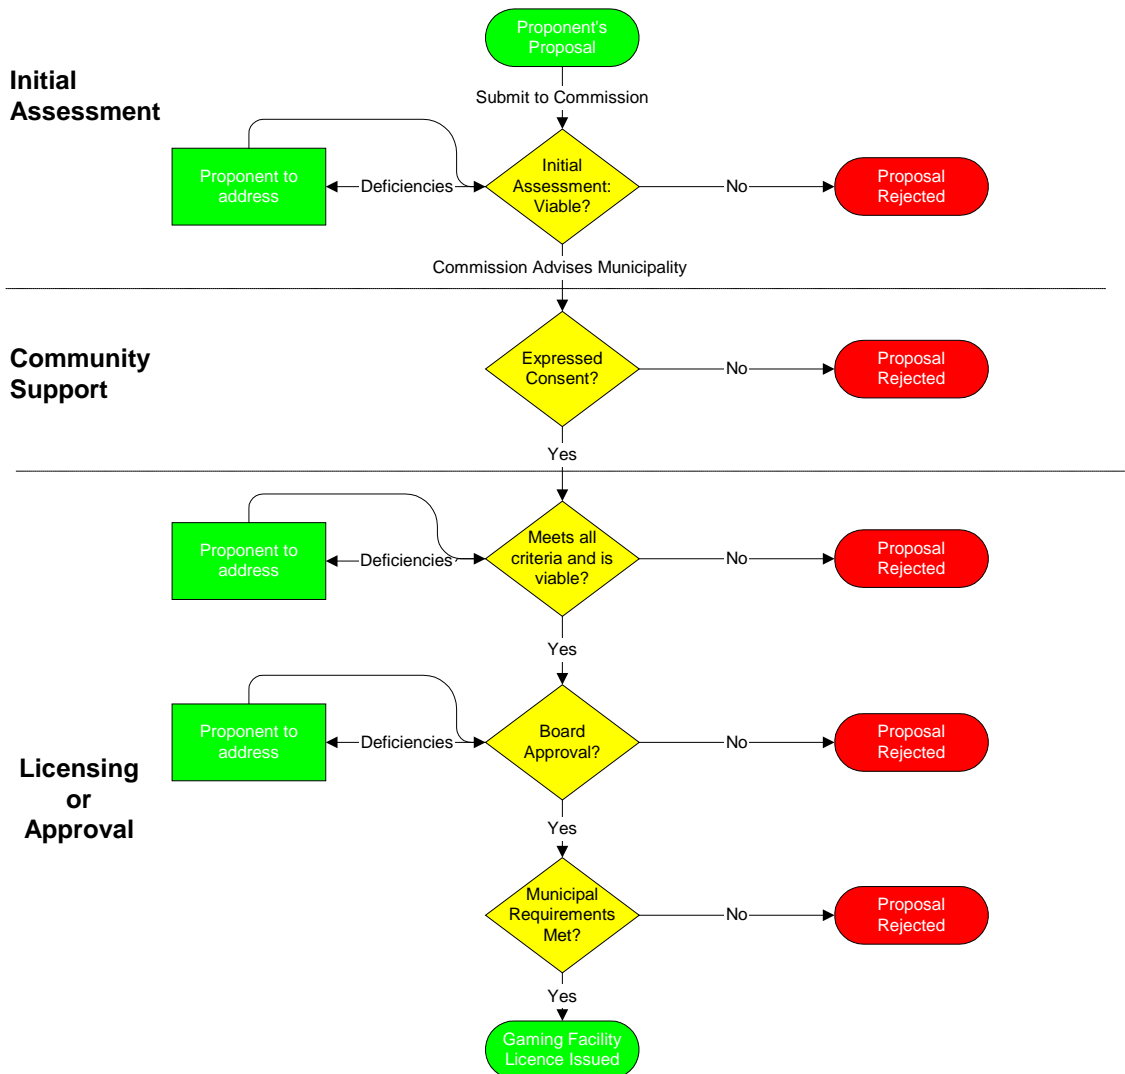 Proponent's
Proposal
Initial
Assessment
Submit to Commission
Proponent to
address
Deficiencies
Initial
Assessment:
Viable?
No
Proposal
Rejected
Commission Advises Municipality
Community
Support
Expressed
Consent?
No
Proposal
Rejected
Yes
Proponent to
address
Deficiencies
Meets all
criteria and is
viable?
No
Proposal
Rejected
Yes
Licensing
or
Approval
Proponent to
address
Deficiencies
Board
Approval?
No
Proposal
Rejected
Yes
Municipal
Requirements
Met?
No
Proposal
Rejected
Yes
Gaming Facility
Licence Issued